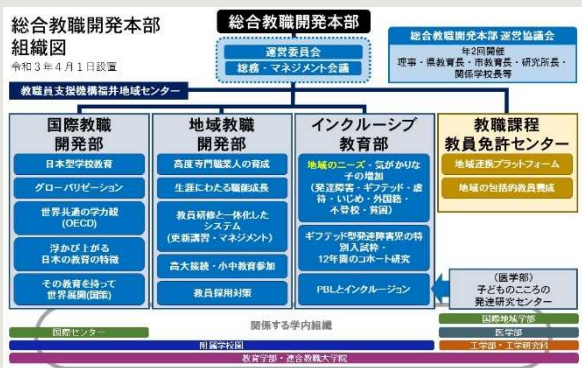 総合教職開発本部
組織図
令和3年4月1日設置
総合教職開発本部
運営委員会
総務・マネジメント会議
総合教職開発本部 運営協議会
年2回開催
理事・県教育長・市教育長・研究所長・
関係学校長等
教職員支援機構福井地域センター
国際教職
開発部
日本型学校教育
グローバリゼーション
世界共通の学力観
(OECD)
浮かび上がる
日本の教育の特徴
その教育を持って
世界展開(国策)
地域教職
開発部
高度専門職業人の育成
生涯にわたる職能成長
教員研修と一体化した
システム
(更新講習・マネジメント)
高大接続・小中教育参加
教員採用対策
インクルーシブ
教育部
地域のニーズ・気がかりな
子の増加
(発達障害・ギフテッド・虐
待・いじめ・外国籍・
不登校・貧困)
ギフテッド型発達障害児の特
別入試枠・
12年間のコホート研究
PBLとインクルージョン
教職課程
教員免許センター
地域連携プラットフォーム
地域の包括的教員養成
(医学部)
子どものこころの
発達研究センター
関係する学内組織
国際センター
国際地域学部
医学部
附属学校園
工学部・工学研究科
教育学部・連合教職大学院